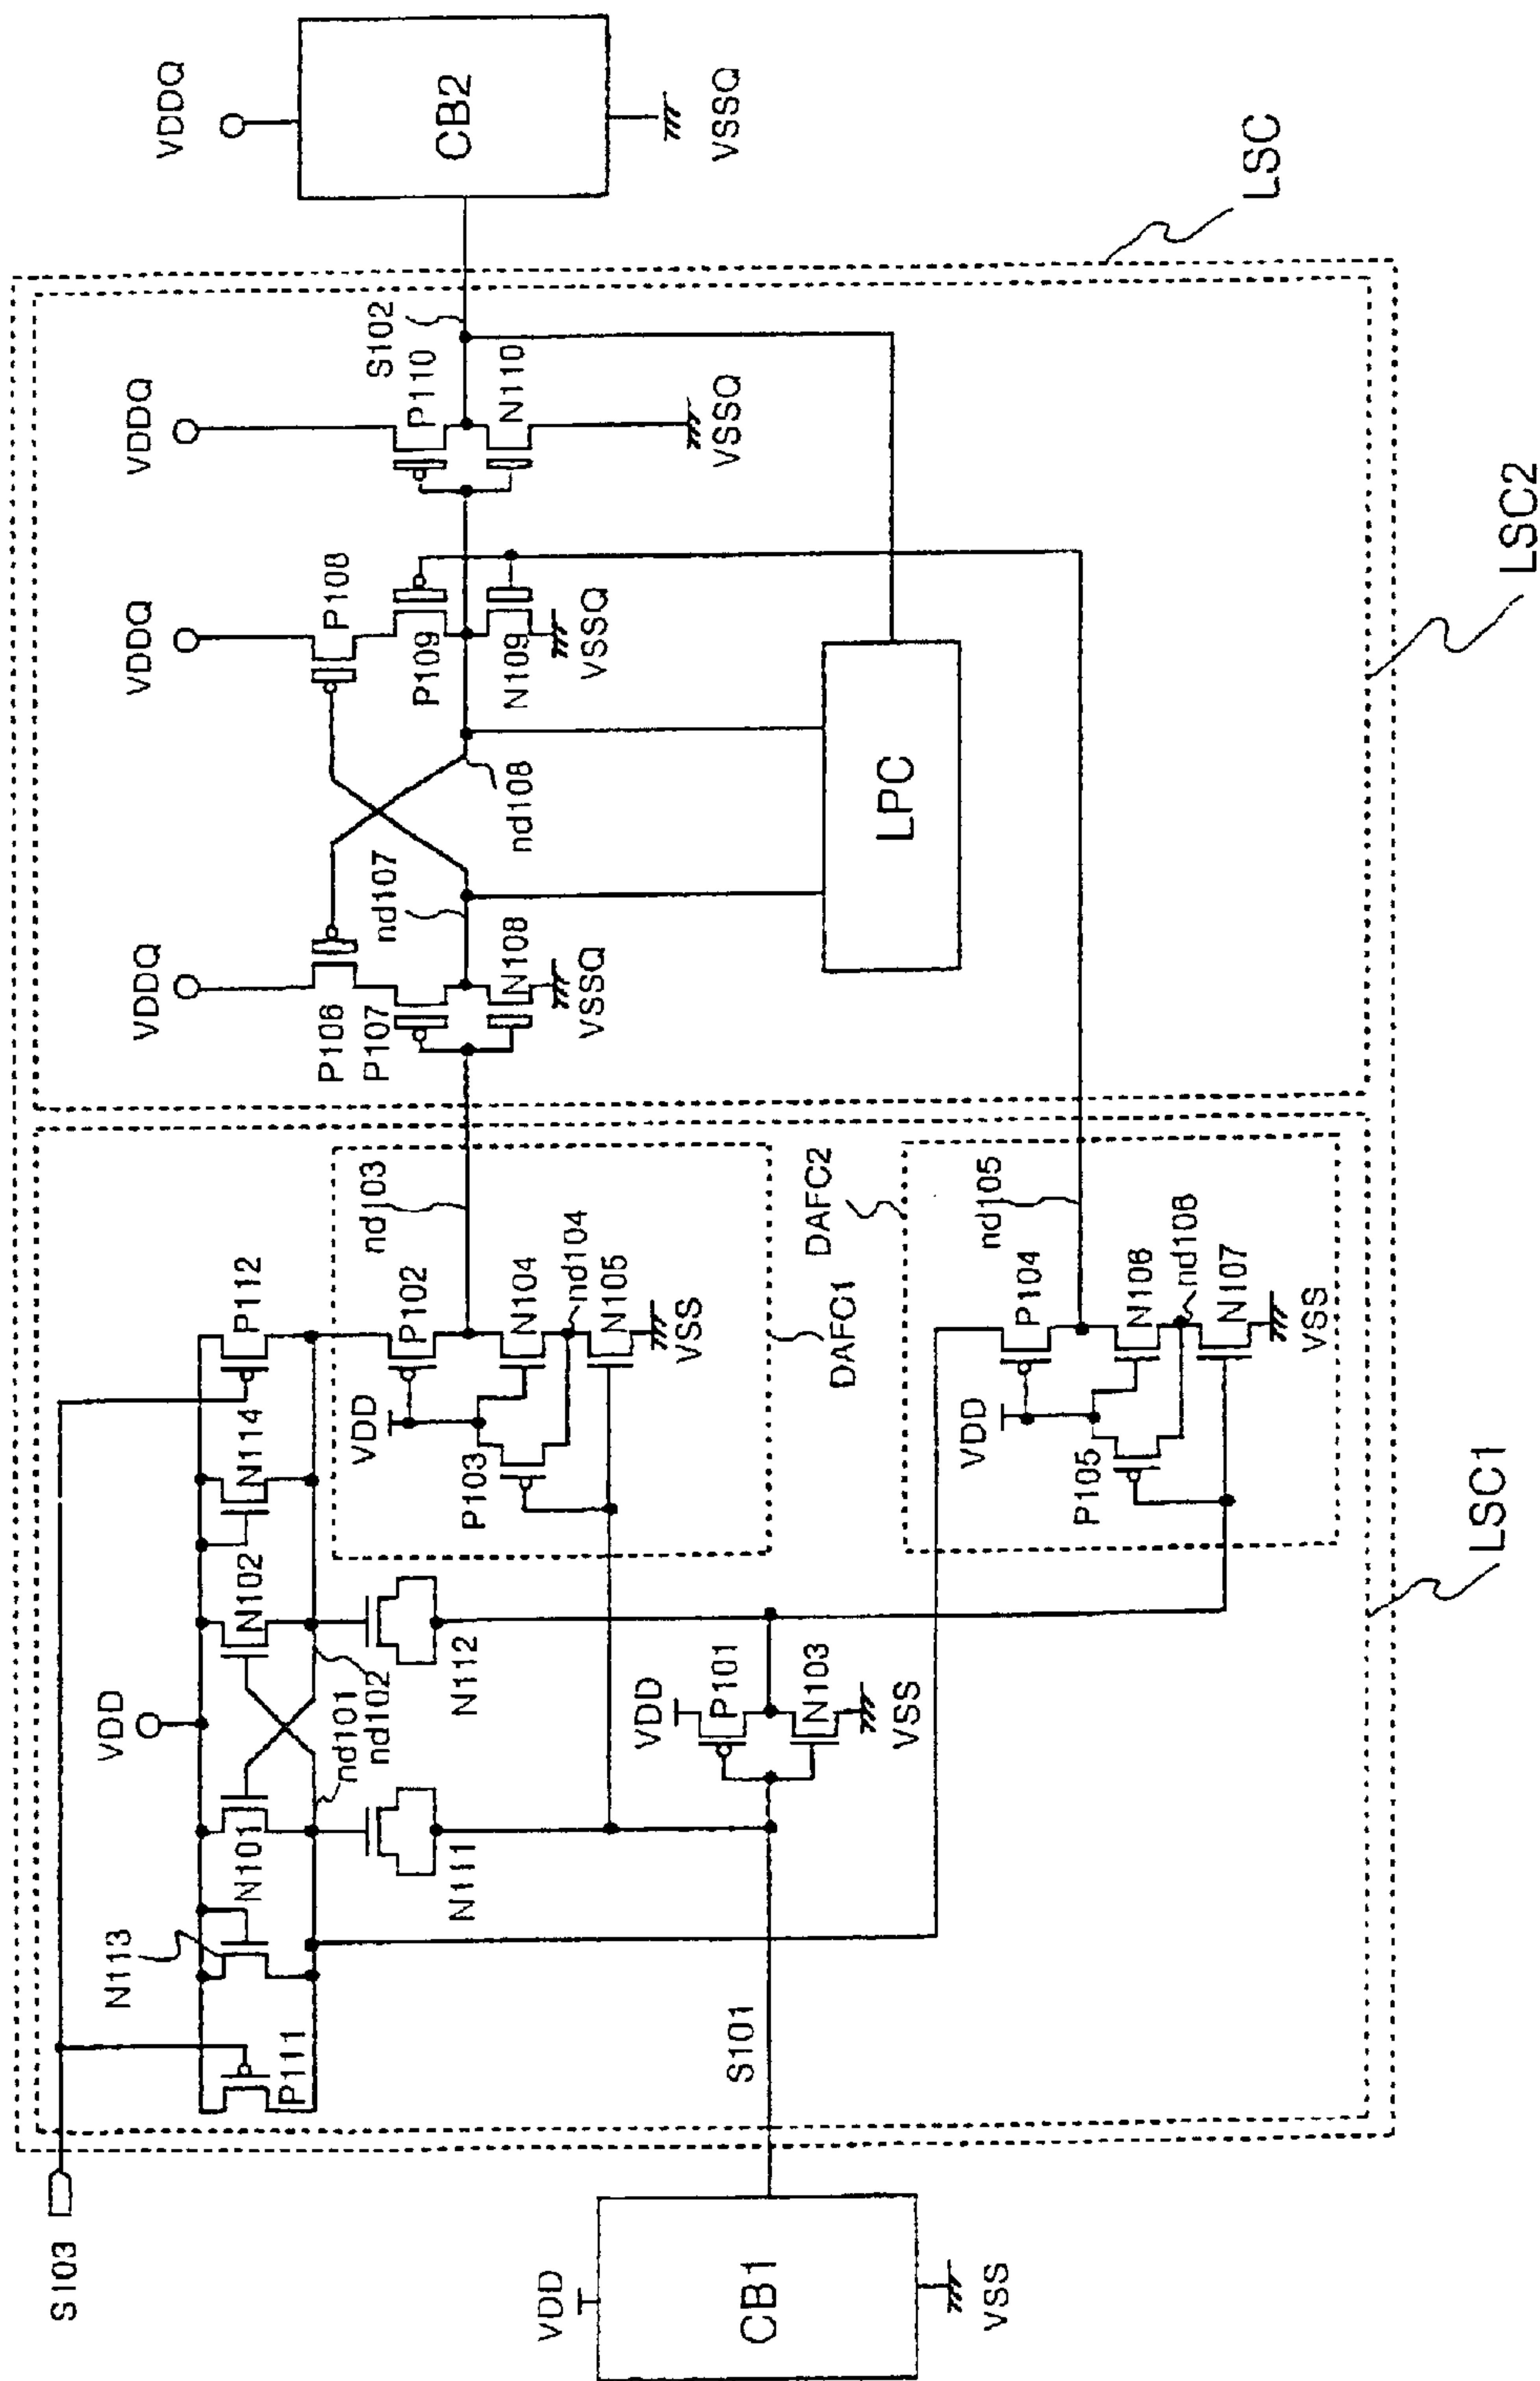 S103
CB1
VDD
VSS
S101
P111
N113
N101
VDD
nd101
nd102
N102
N114
P112
N111
N112
VDD
P101
N103
VSS
nd103
P102
VDD
N104
nd104
P103
N105
VSS
DAFC1
DAFC2
nd105
P104
VDD
N106
nd106
P105
N107
VSS
LSC1
VDDQ
P106
P107
N108
VSSQ
nd107
nd108
VDDQ
P108
P109
N109
VSSQ
LPC
VDDQ
P110
N110
VSSQ
S102
LSC2
LSC
VDDQ
CB2
VSSQ